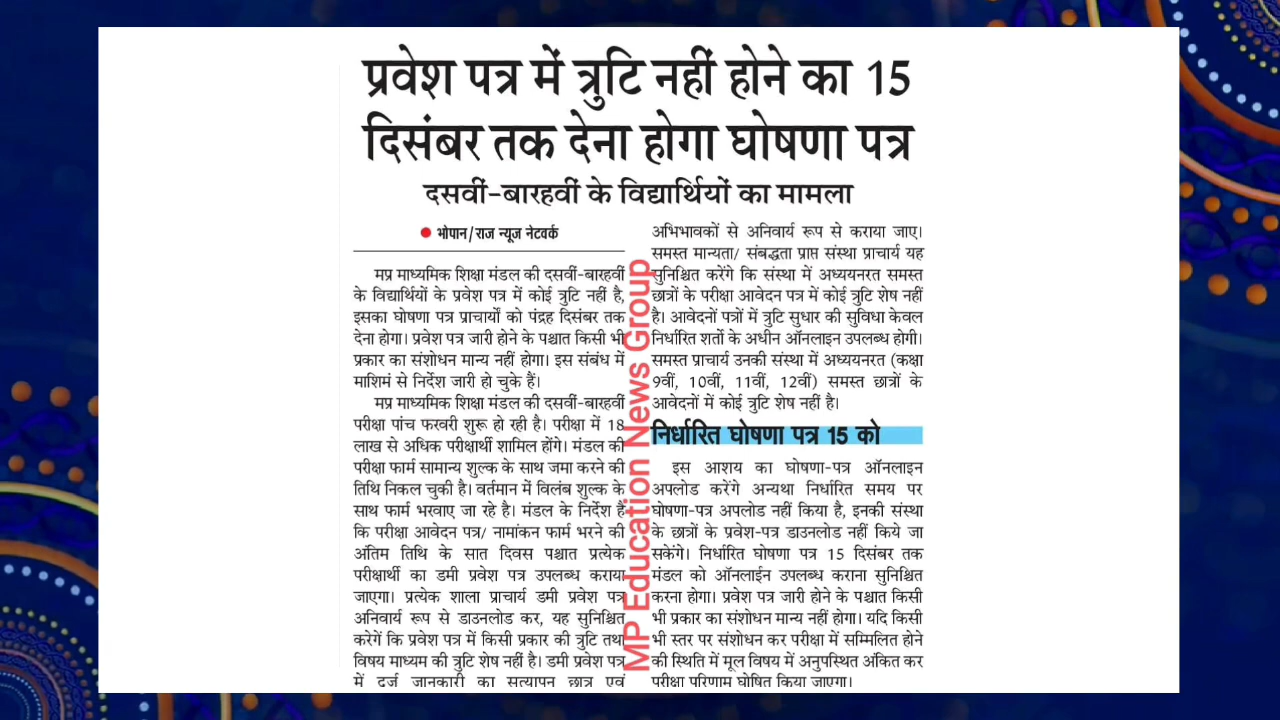 प्रवेश पत्र में त्रुटि नहीं होने का 15
दिसंबर तक देना होगा घोषणा पत्र
दसवीं-बारहवीं के विद्यार्थियों का मामला
भोपान/राज न्यूज नेटवर्क
मप्र माध्यमिक शिक्षा मंडल की दसवीं-बारहवीं
के विद्यार्थियों के प्रवेश पत्र में कोई त्रुटि नहीं है,
इसका घोषणा पत्र प्राचार्यों को पंद्रह दिसंबर तक
देना होगा। प्रवेश पत्र जारी होने के पश्चात किसी भी
प्रकार का संशोधन मान्य नहीं होगा। इस संबंध में
माशिमं से निर्देश जारी हो चुके हैं।
मप्र माध्यमिक शिक्षा मंडल की दसवीं-बारहवीं
परीक्षा पांच फरवरी शुरू हो रही है। परीक्षा में 18
लाख से अधिक परीक्षार्थी शामिल होंगे। मंडल की
परीक्षा फार्म सामान्य शुल्क के साथ जमा करने की
तिथि निकल चुकी है। वर्तमान में विलंब शुल्क के
साथ फार्म भरवाए जा रहे है। मंडल के निर्देश हैं
कि परीक्षा आवेदन पत्र/ नामांकन फार्म भरने की
अंतिम तिथि के सात दिवस पश्चात प्रत्येक
परीक्षार्थी का डमी प्रवेश पत्र उपलब्ध कराया
जाएगा। प्रत्येक शाला प्राचार्य डमी प्रवेश पत्र
अनिवार्य रूप से डाउनलोड कर, यह सुनिश्चित
करेगें कि प्रवेश पत्र में किसी प्रकार की त्रुटि तथा
विषय माध्यम की त्रुटि शेष नहीं है। डमी प्रवेश पत्र
में दर्ज जानकारी का सत्यापन छात्र एवं
MP Education News Group
अभिभावकों से अनिवार्य रूप से कराया जाए।
समस्त मान्यता/ संबद्धता प्राप्त संस्था प्राचार्य यह
सुनिश्चित करेंगे कि संस्था में अध्ययनरत समस्त
छात्रों के परीक्षा आवेदन पत्र में कोई त्रुटि शेष नहीं
है। आवेदनों पत्रों में त्रुटि सुधार की सुविधा केवल
निर्धारित शर्तो के अधीन ऑनलाइन उपलब्ध होगी।
समस्त प्राचार्य उनकी संस्था में अध्ययनरत (कक्षा
9वीं, 10वीं, 11वीं, 12वीं) समस्त छात्रों के
आवेदनों में कोई त्रुटि शेष नहीं है।
निर्धारित घोषणा पत्र 15 को
इस आशय का घोषणा-पत्र ऑनलाइन
अपलोड करेंगे अन्यथा निर्धारित समय पर
घोषणा-पत्र अपलोड नहीं किया है, इनकी संस्था
के छात्रों के प्रवेश-पत्र डाउनलोड नहीं किये जा
सकेंगे। निर्धारित घोषणा पत्र 15 दिसंबर तक
मंडल को ऑनलाईन उपलब्ध कराना सुनिश्चित
करना होगा। प्रवेश पत्र जारी होने के पश्चात किसी
भी प्रकार का संशोधन मान्य नहीं होगा। यदि किसी
भी स्तर पर संशोधन कर परीक्षा में सम्मिलित होने
की स्थिति में मूल विषय में अनुपस्थित अंकित कर
परीक्षा परिणाम घोषित किया जाएगा।